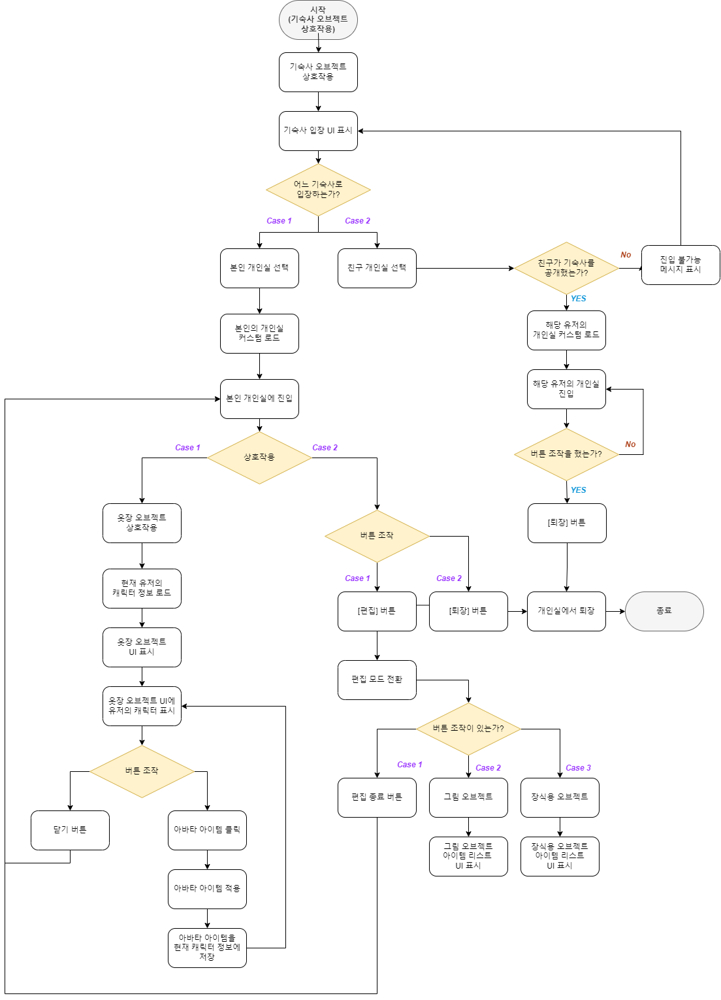 시작
(기숙사 오브젝트
상호작용)
기숙사 오브젝트
상호작용
기숙사 입장 UI 표시
어느 기숙사로
입장하는가?
Case 1
Case 2
본인 개인실 선택
친구 개인실 선택
친구가 기숙사를
공개했는가?
No
진입 불가능
메시지 표시
YES
본인의 개인실
커스텀 로드
해당 유저의
개인실 커스텀 로드
본인 개인실에 진입
해당 유저의 개인실
진입
Case 1
상호작용
Case 2
버튼 조작을 했는가?
No
YES
옷장 오브젝트
상호작용
버튼 조작
[퇴장] 버튼
현재 유저의
캐릭터 정보 로드
Case 1
Case 2
[편집] 버튼
[퇴장] 버튼
개인실에서 퇴장
종료
옷장 오브젝트
UI 표시
편집 모드 전환
옷장 오브젝트 UI에
유저의 캐릭터 표시
버튼 조작이 있는가?
버튼 조작
Case 1
Case 2
Case 3
편집 종료 버튼
그림 오브젝트
장식용 오브젝트
닫기 버튼
아바타 아이템 클릭
그림 오브젝트
아이템 리스트
UI 표시
장식용 오브젝트
아이템 리스트
UI 표시
아바타 아이템 적용
아바타 아이템을
현재 캐릭터 정보에
저장